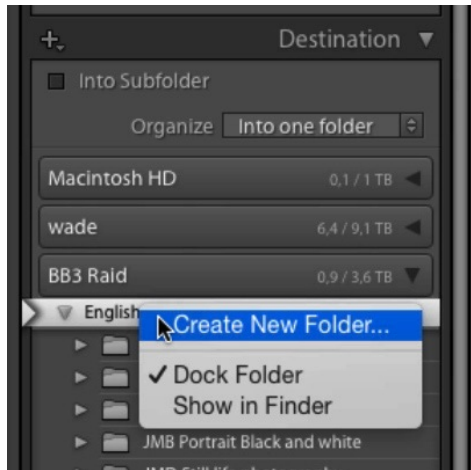 Destination
Into Subfolder
Organize Into one folder
Macintosh HD 0,1 / 1 TB
wade 6,4 / 9,1 TB
BB3 Raid 0,9 / 3,6 TB
English
Create New Folder...
Dock Folder
Show in Finder
JMB Portrait Black and white